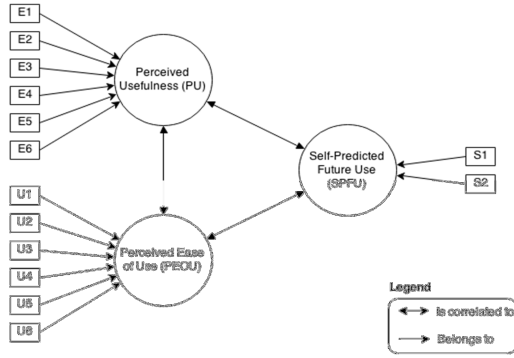 E1
E2
E3
E4
E5
E6
Perceived
Usefulness (PU)
Self-Predicted
Future Use
(SPFU)
S1
S2
U1
U2
U3
U4
U5
U6
Perceived Ease
of Use (PEOU)
Legend
Is correlated to
Belongs to